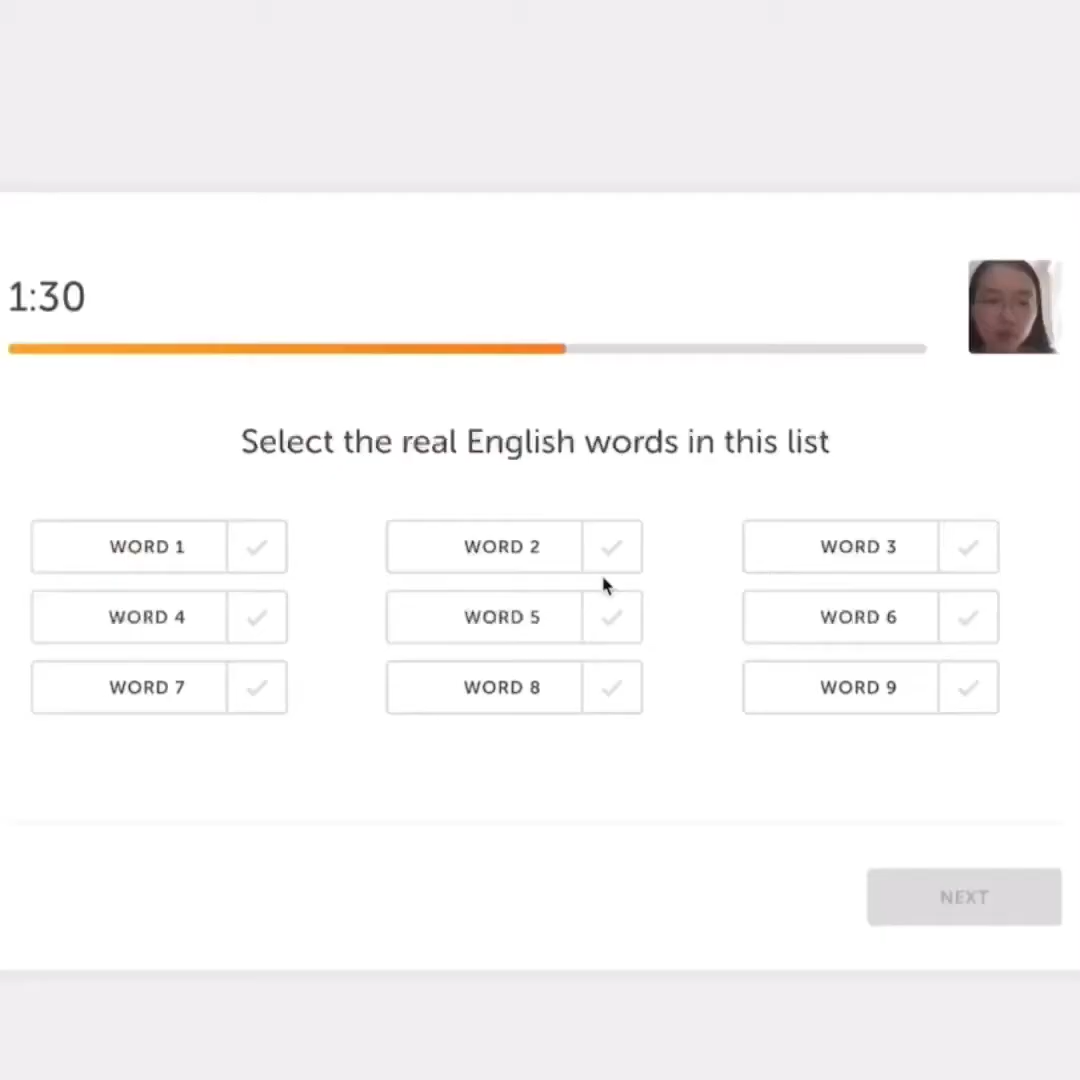 1:30
Select the real English words in this list
WORD 1 WORD 2 WORD 3
WORD 4 WORD 5 WORD 6
WORD 7 WORD 8 WORD 9
NEXT